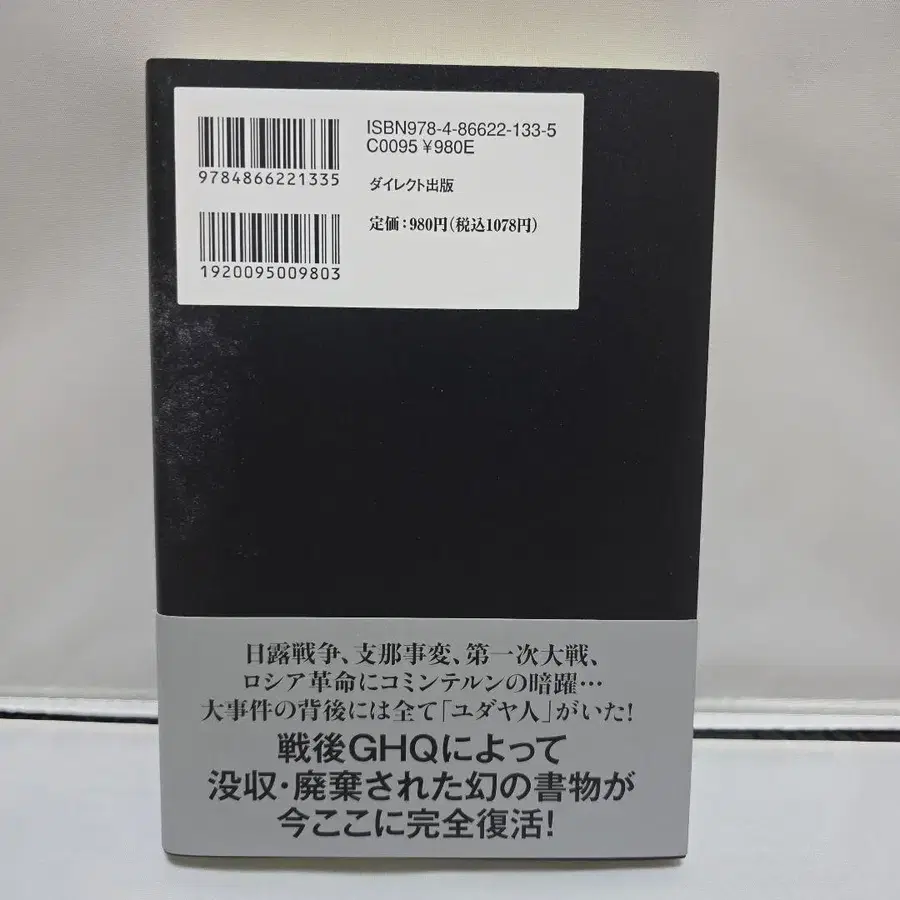 ISBN978-4-86622-133-5
C0095 ¥980E
9784866221335
ダイレクト出版
定価:980円(税込1078円)
1920095009803
日露戦争、支那事変、第一次大戦、
ロシア革命にコミンテルンの暗躍…
大事件の背後には全て「ユダヤ人」がいた!
戦後GHQによって
没収・廃棄された幻の書物が
今ここに完全復活!